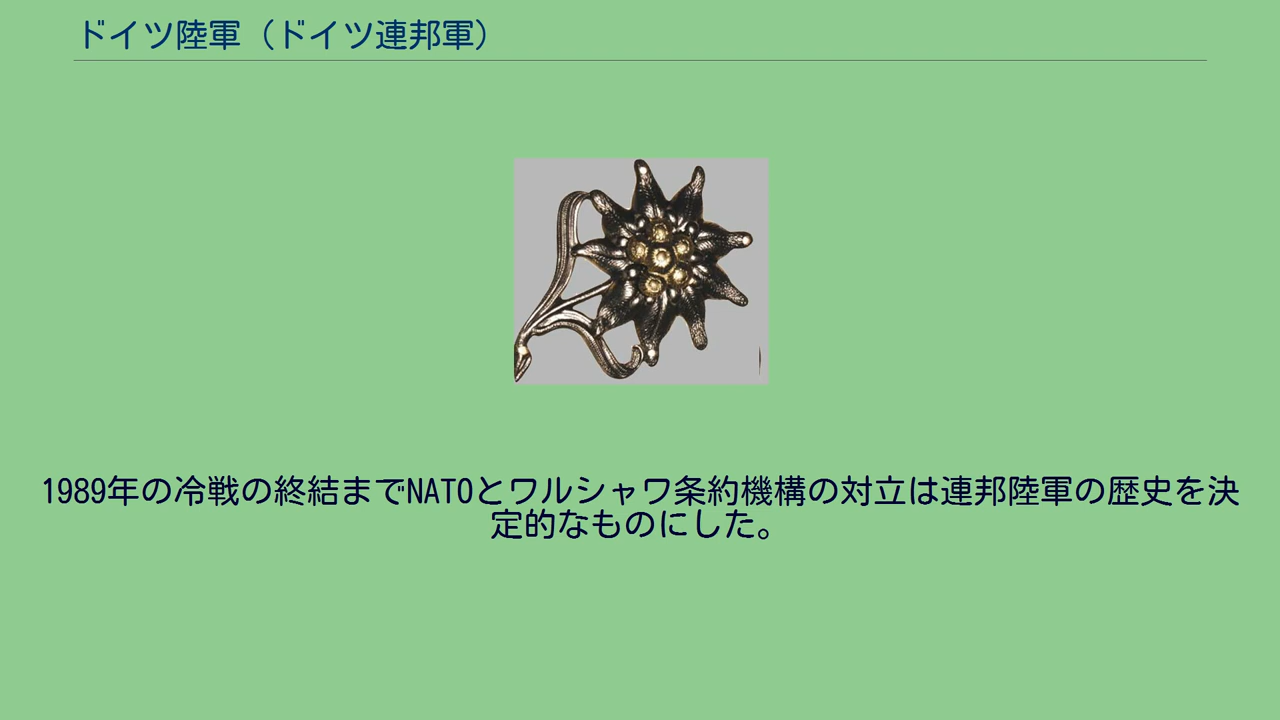 ドイツ陸軍（ドイツ連邦軍）
1989年の冷戦の終結までNATOとワルシャワ条約機構の対立は連邦陸軍の歴史を決
定的なものにした。